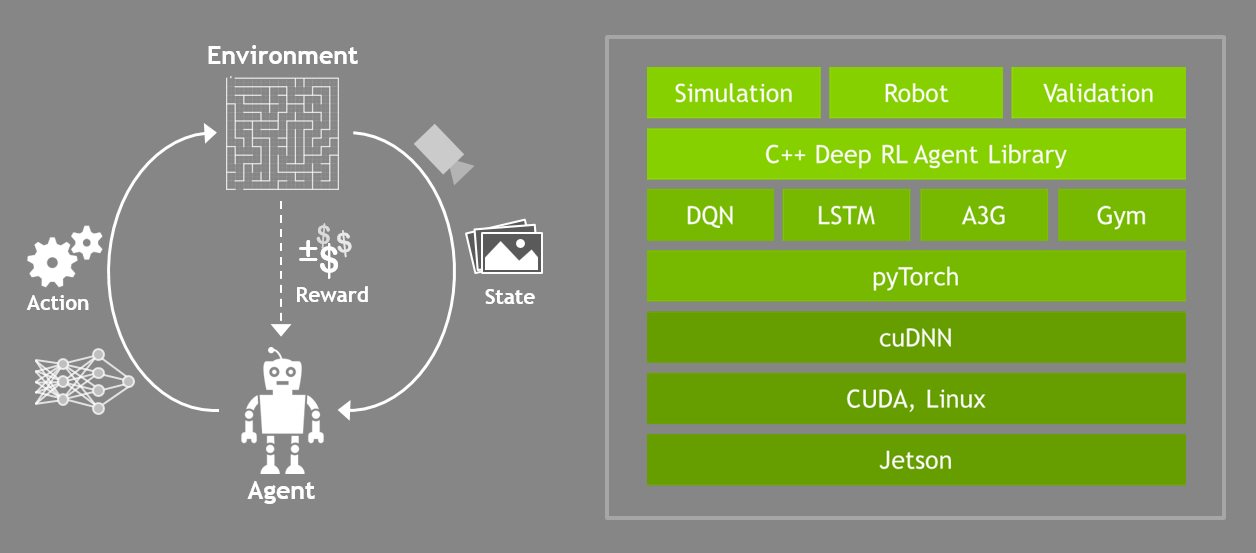 Environment
±$
$
$
Reward
Action
State
Agent
Simulation
Robot
Validation
C++ Deep RL Agent Library
DQN
LSTM
A3G
Gym
pyTorch
cuDNN
CUDA, Linux
Jetson